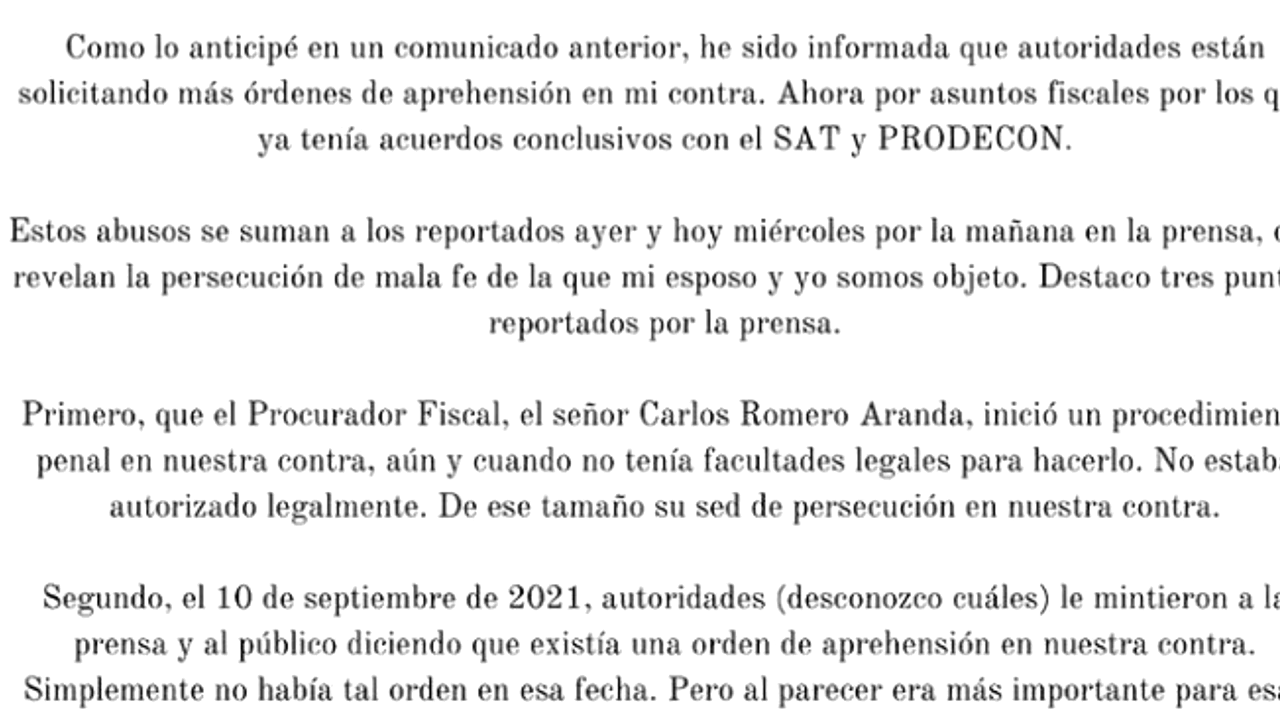 Como lo anticipé en un comunicado anterior, he sido informada que autoridades están
solicitando más órdenes de aprehensión en mi contra. Ahora por asuntos fiscales por los
ya tenía acuerdos conclusivos con el SAT y PRODECON.
Estos abusos se suman a los reportados ayer y hoy miércoles por la mañana en la prensa,
revelan la persecución de mala fe de la que mi esposo y yo somos objeto. Destaco tres
reportados por la prensa.
Primero, que el Procurador Fiscal, el señor Carlos Romero Aranda, inició un
penal en nuestra contra, aún y cuando no tenía facultades legales para hacerlo. No
autorizado legalmente. De ese tamaño su sed de persecución en nuestra contra.
Segundo, el 10 de septiembre de 2021, autoridades (desconozco cuáles) le mintieron a la
prensa y al público diciendo que existía una orden de aprehensión en nuestra contra.
Simplemente no había tal orden en esa fecha. Pero al parecer era más importante para